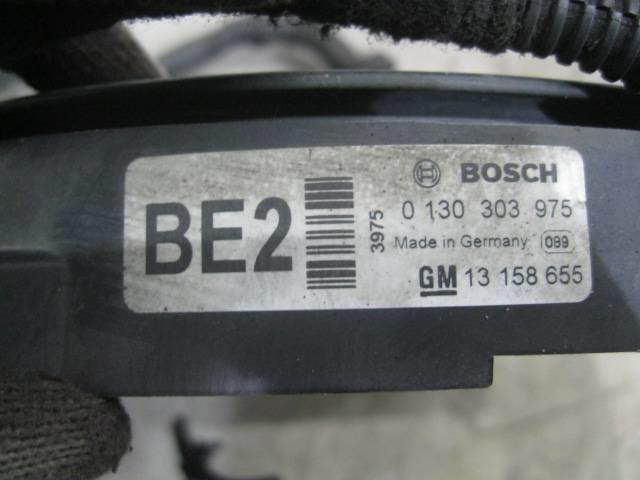 BE2
3975
BOSCH
0 130 303 975
Made in Germany 089
GM 13 158 655